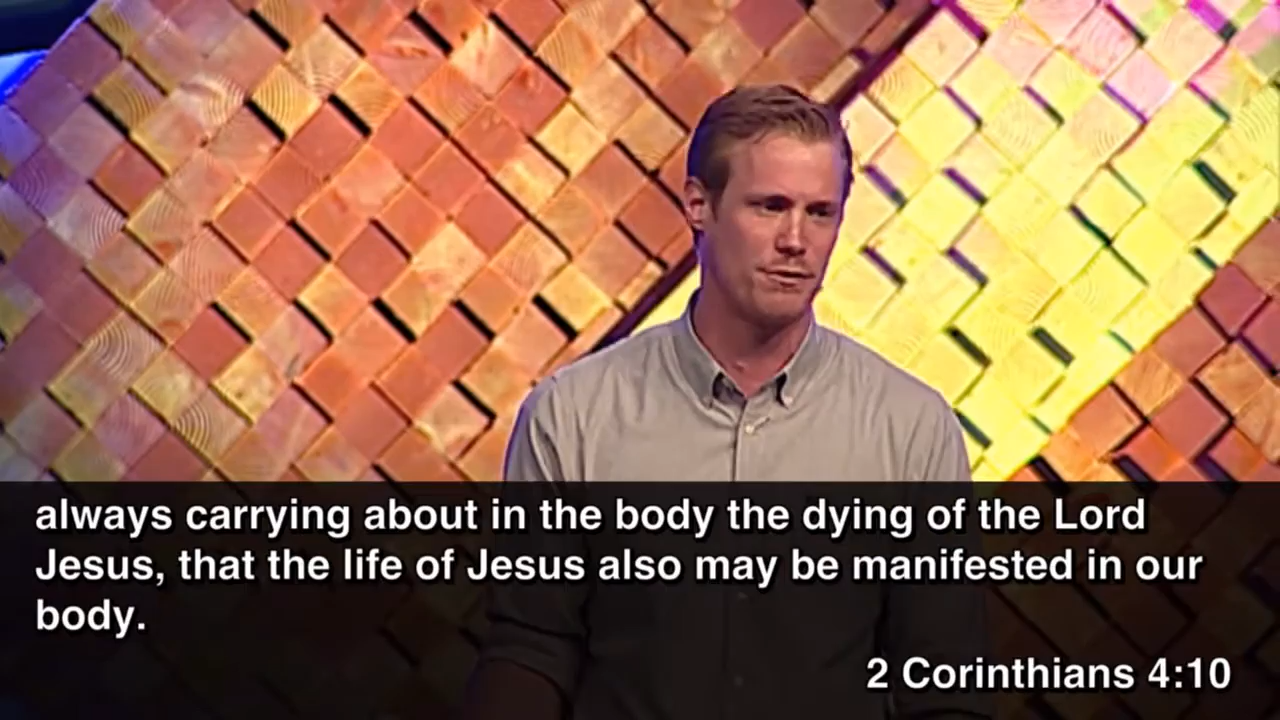 always carrying about in the body the dying of the Lord
Jesus, that the life of Jesus also may be manifested in our
body.
2 Corinthians 4:10